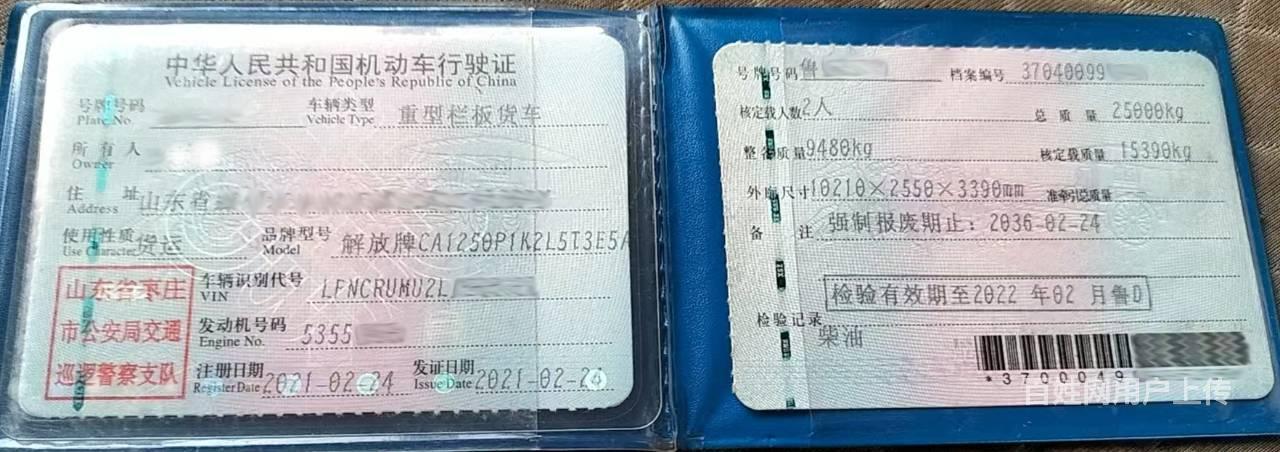 中华人民共和国机动车行驶证
Vehicle License of the People's Republic of China
号牌号码
Plate No.
车辆类型 重型栏板货车
Vehicle Type
所有人
Owner
住址 山东省
Address
使用性质 货运
Use Character
品牌型号 解放牌CA1250P1K2L5T3E5A
Model
山东省枣庄
市公安局交通
巡逻警察支队
车辆识别代号 LFNCRUMU2L
VIN
发动机号码 5355
Engine No.
注册日期 2021-02-24
Register Date
发证日期 2021-02-24
Issue Date
号牌号码 鲁
档案编号 37040099
核定载人数 2人
总质量 25000kg
整备质量 9480kg
核定载质量 15390kg
外廓尺寸 10210×2550×3390mm
准牵引总质量
备注 强制报废期止：2036-02-24
检验有效期至2022 年02 月鲁D
检验记录
柴油
*3700049
百姓网用户上传